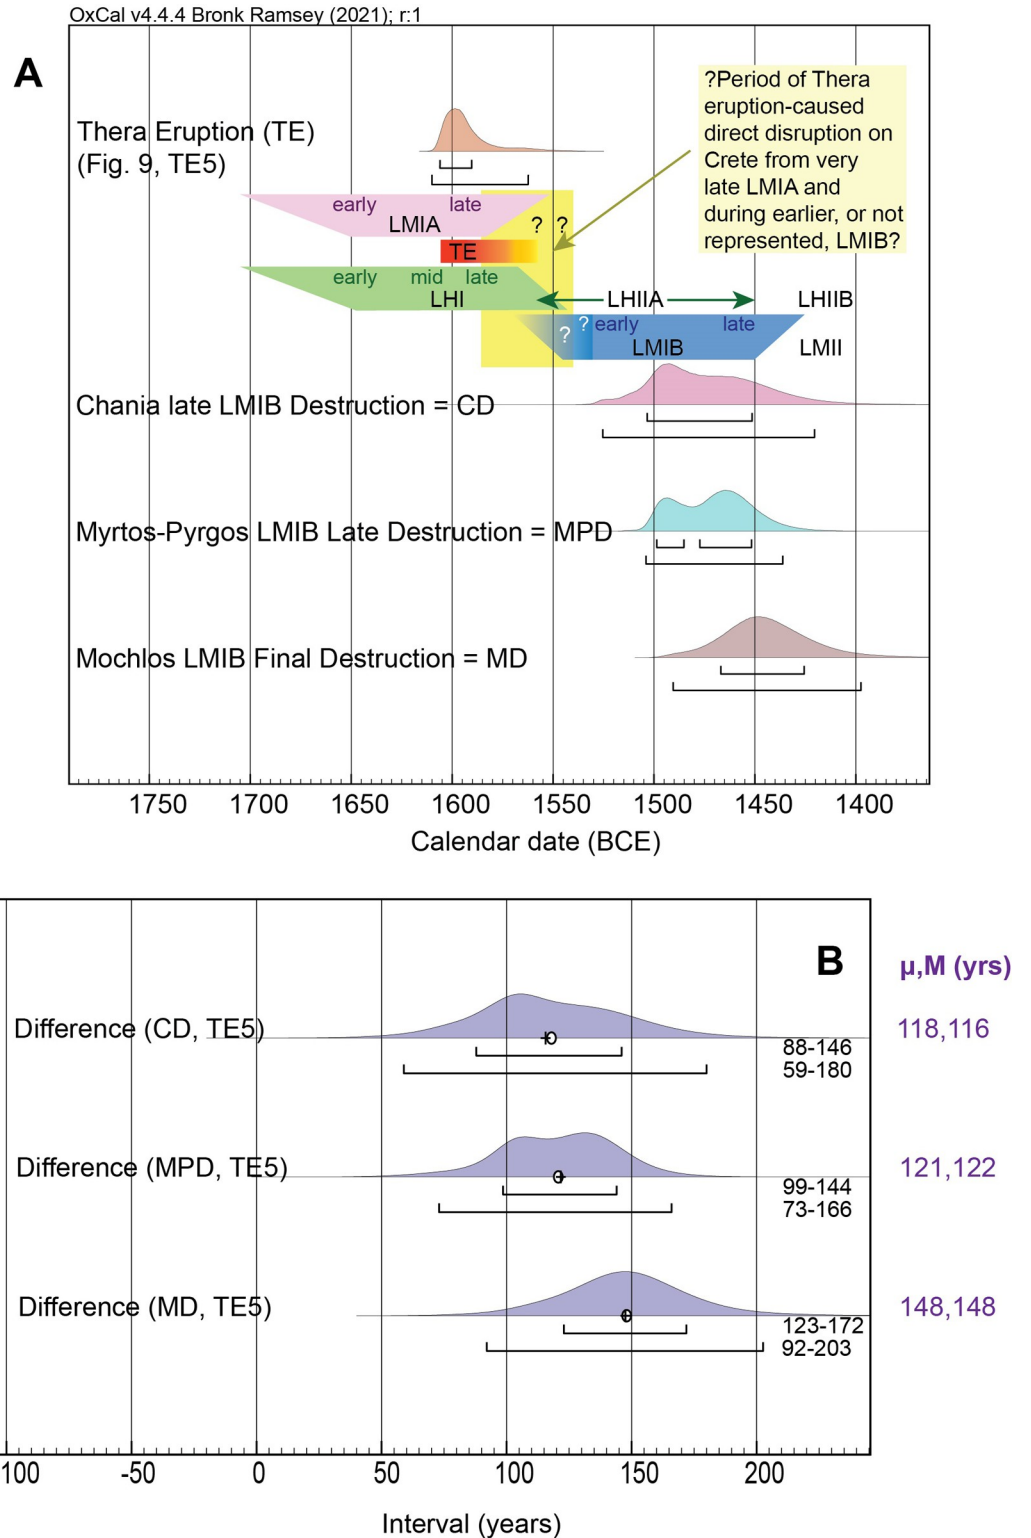 OxCal v4.4.4 Bronk Ramsey (2021); r:1
A
?Period of Thera
eruption-caused
direct disruption on
Crete from very
late LMIA and
during earlier, or not
represented, LMIB?
Thera Eruption (TE)
(Fig. 9, TE5)
early late
LMIA
? ?
TE
early mid late
LHI
LHIIA
LHIIB
? ? early late
LMIB
LMII
Chania late LMIB Destruction = CD
Myrtos-Pyrgos LMIB Late Destruction = MPD
Mochlos LMIB Final Destruction = MD
1750 1700 1650 1600 1550 1500 1450 1400
Calendar date (BCE)
B
µ,M (yrs)
Difference (CD, TE5)
118,116
88-146
59-180
Difference (MPD, TE5)
121,122
99-144
73-166
Difference (MD, TE5)
148,148
123-172
92-203
100 -50 0 50 100 150 200
Interval (years)